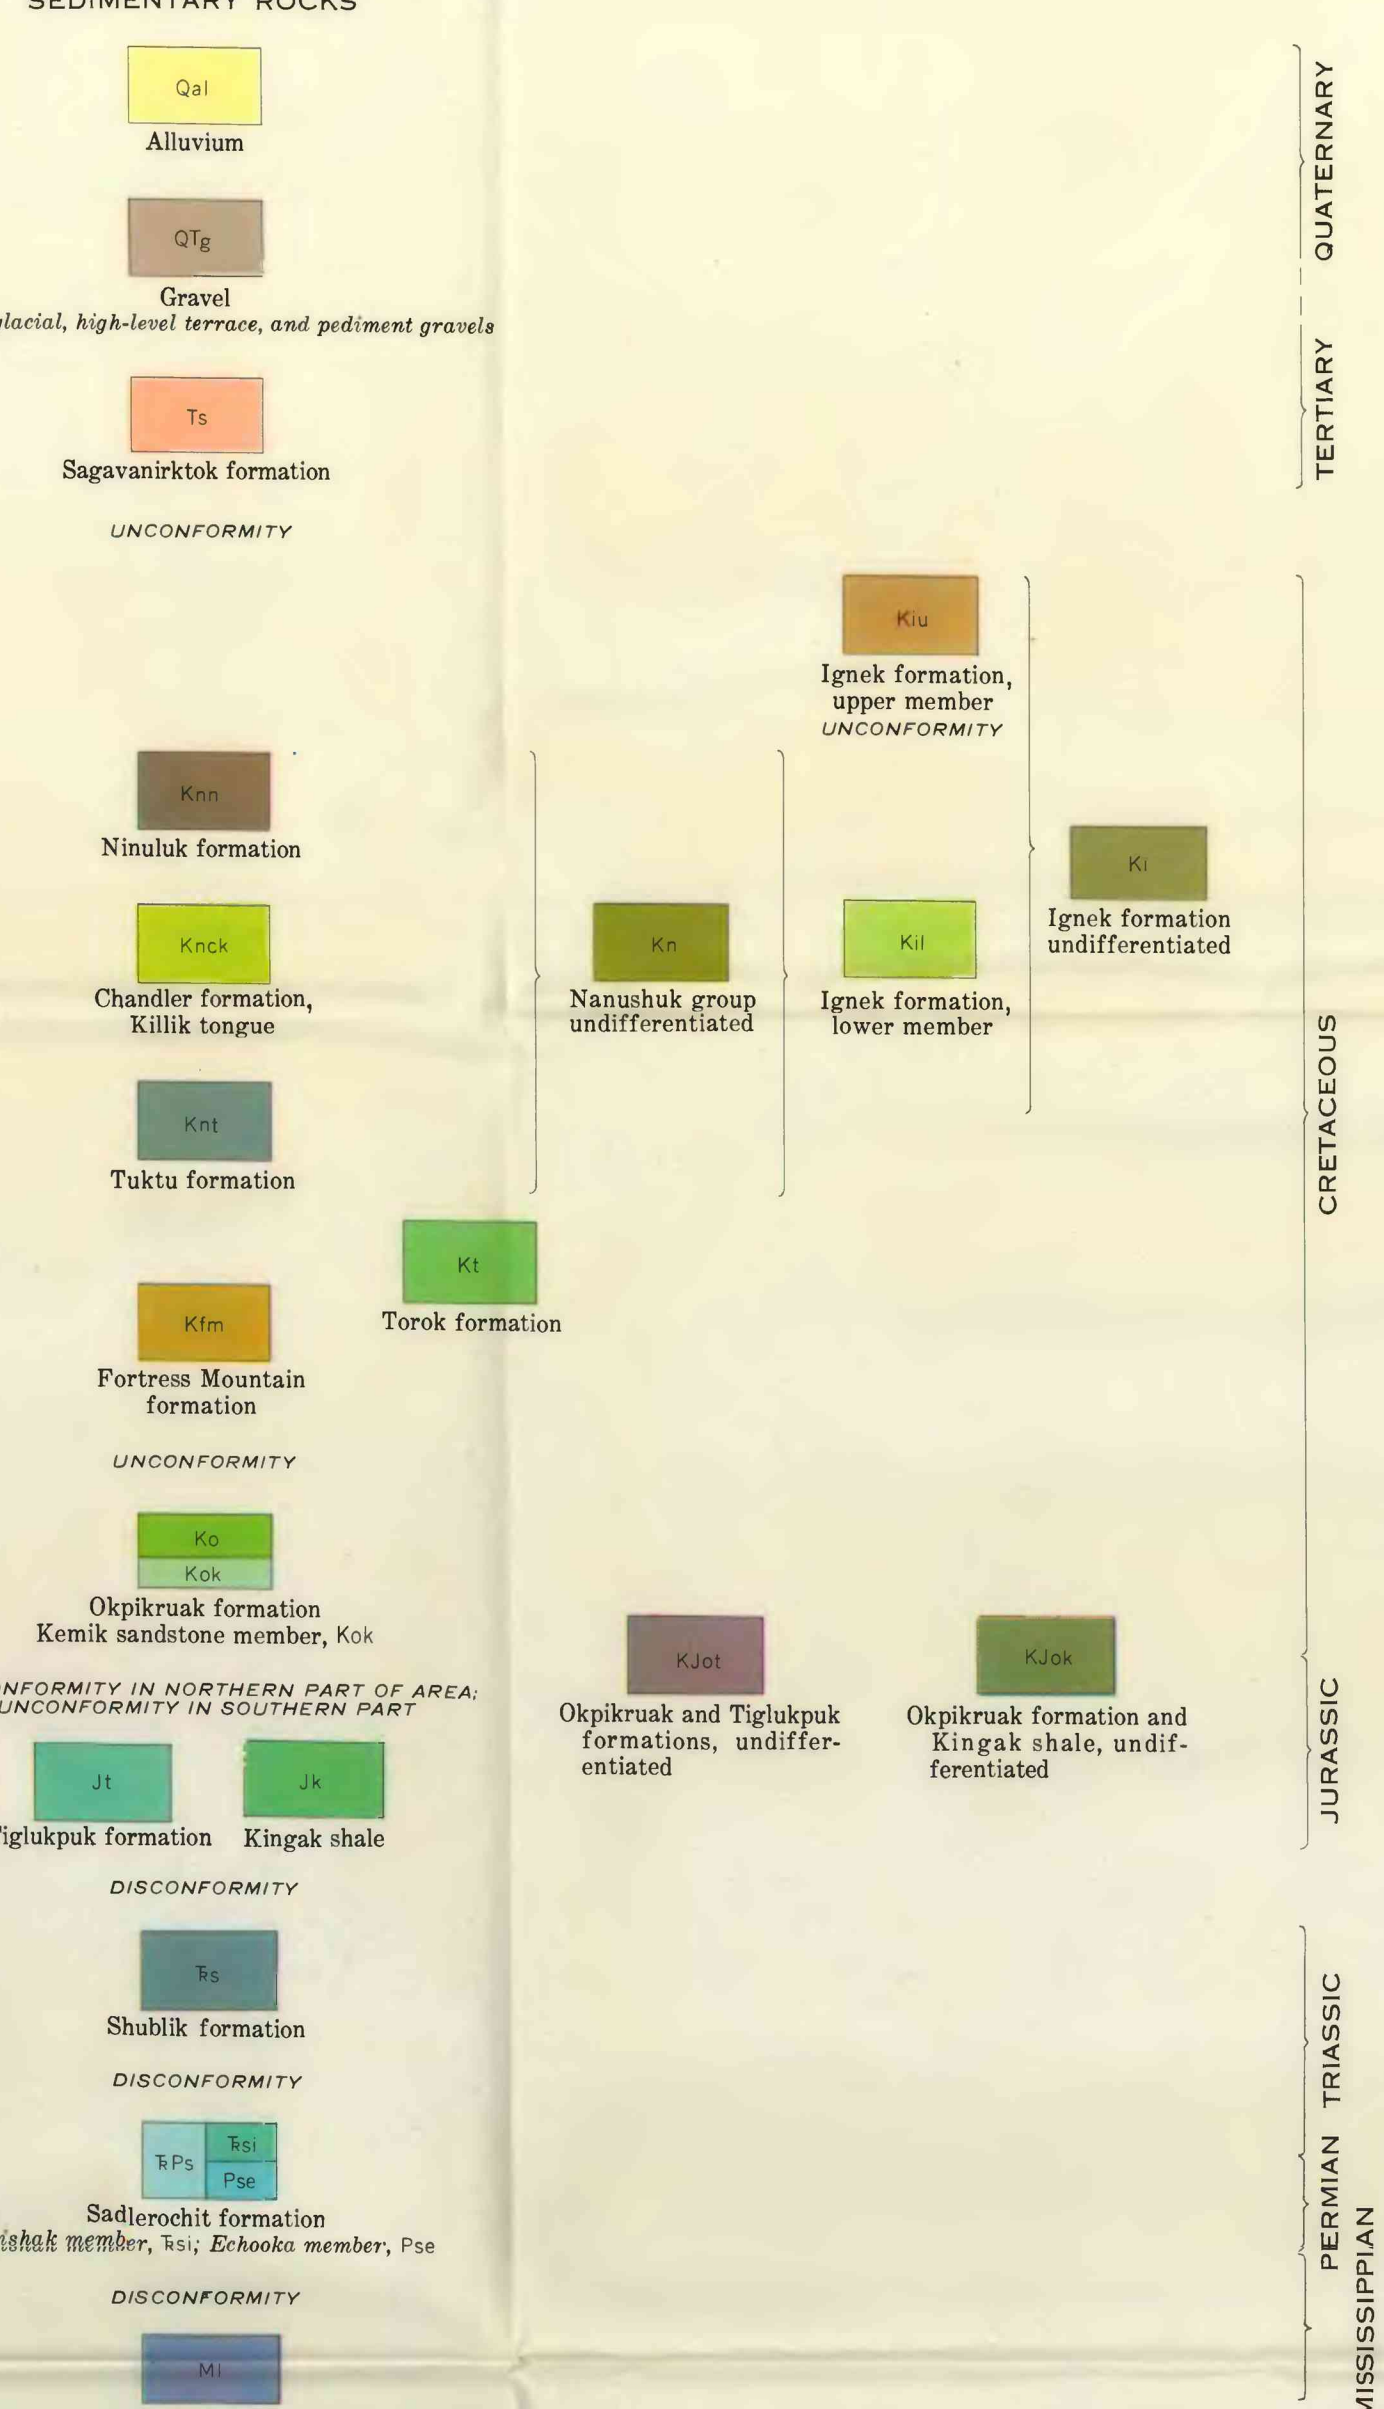 SEDIMENTARY ROCKS
Qal
Alluvium
QTg
Gravel
lacial, high-level terrace, and pediment gravels
Ts
Sagavanirktok formation
UNCONFORMITY
QUATERNARY
TERTIARY
Kiu
Ignek formation,
upper member
UNCONFORMITY
Knn
Ninuluk formation
Knck
Chandler formation,
Killik tongue
Knt
Tuktu formation
Kn
Nanushuk group
undifferentiated
Kil
Ignek formation,
lower member
Ki
Ignek formation
undifferentiated
Kt
Torok formation
Kfm
Fortress Mountain
formation
UNCONFORMITY
CRETACEOUS
Ko
Kok
Okpikruak formation
Kemik sandstone member, Kok
NFORMITY IN NORTHERN PART OF AREA;
UNCONFORMITY IN SOUTHERN PART
KJot
Okpikruak and Tiglukpuk
formations, undiffer-
entiated
KJok
Okpikruak formation and
Kingak shale, undif-
ferentiated
Jt
iglukpuk formation
Jk
Kingak shale
JURASSIC
DISCONFORMITY
TRs
Shublik formation
DISCONFORMITY
TRIASSIC
TRPs
TRsi
Pse
Sadlerochit formation
ishak member, TRsi; Echooka member, Pse
PERMIAN
DISCONFORMITY
Ml
MISSISSIPPIAN